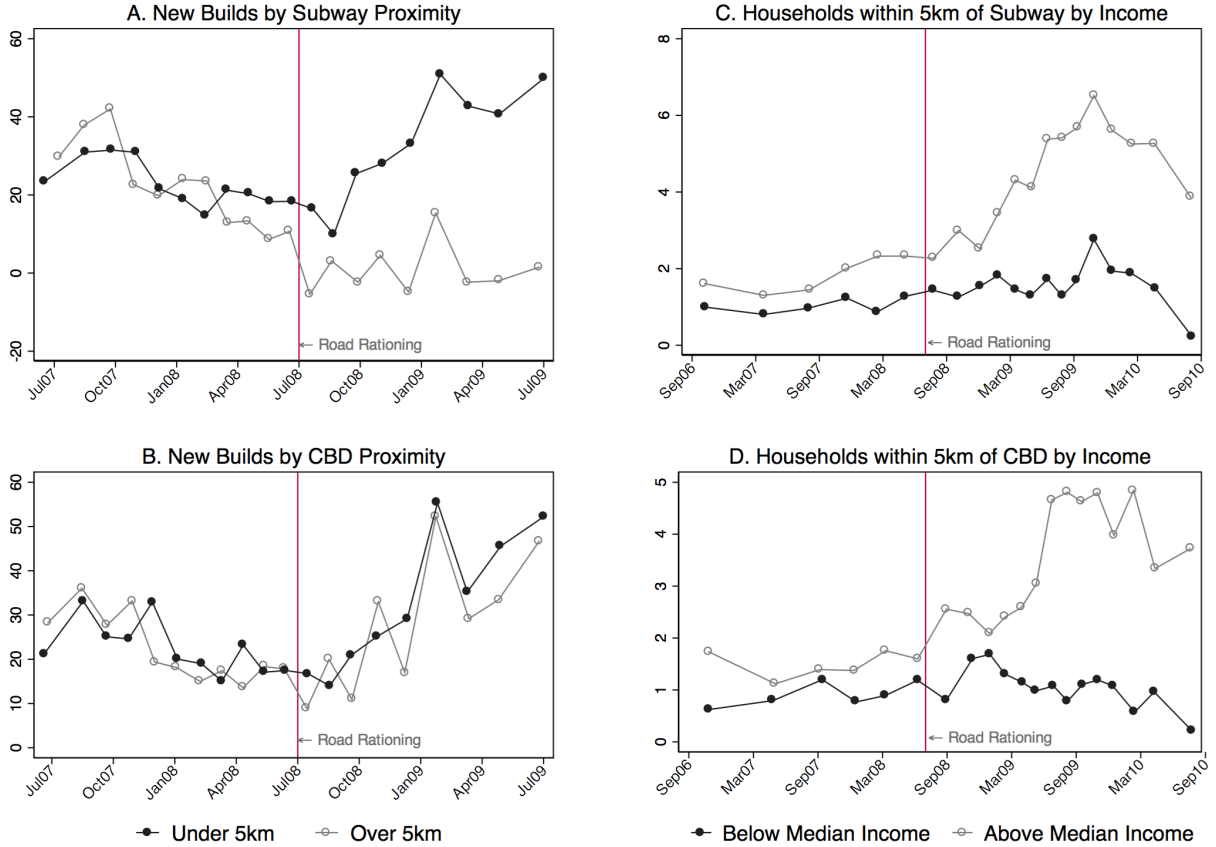 A. New Builds by Subway Proximity
60
40
20
0
-20
← Road Rationing
Jul07
Oct07
Jan08
Apr08
Jul08
Oct08
Jan09
Apr09
Jul09
C. Households within 5km of Subway by Income
8
6
4
2
0
← Road Rationing
Sep06
Mar07
Sep07
Mar08
Sep08
Mar09
Sep09
Mar10
Sep10
B. New Builds by CBD Proximity
60
50
40
30
20
10
0
← Road Rationing
Jul07
Oct07
Jan08
Apr08
Jul08
Oct08
Jan09
Apr09
Jul09
D. Households within 5km of CBD by Income
5
4
3
2
1
0
← Road Rationing
Sep06
Mar07
Sep07
Mar08
Sep08
Mar09
Sep09
Mar10
Sep10
Under 5km
Over 5km
Below Median Income
Above Median Income